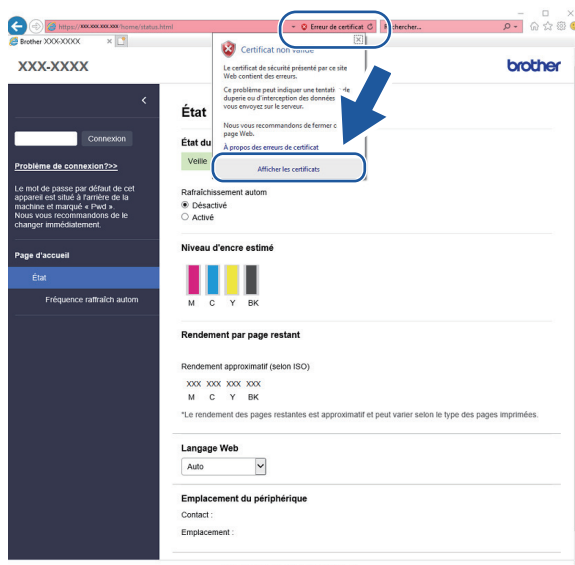 https://xxx.xxx.xxx.xxx/home/status.html
Erreur de certificat
hercher...
Brother XXX-XXXX
XXX-XXXX
brother
Certificat non valide
Le certificat de sécurité présenté par ce site
Web contient des erreurs.
Ce problème peut indiquer une tentative de
duperie ou d'interception des données
vous envoyez sur le serveur.
Nous vous recommandons de fermer
page Web.
À propos des erreurs de certificat
Afficher les certificats
Connexion
Problème de connexion?>>
Le mot de passe par défaut de cet
appareil est situé à l'arrière de la
machine et marqué « Pwd ».
Nous vous recommandons de le
changer immédiatement.
Page d'accueil
État
Fréquence raffraîch autom
État
État du
Veille
Rafraîchissement autom
Désactivé
Activé
Niveau d'encre estimé
M C Y BK
Rendement par page restant
Rendement approximatif (selon ISO)
XXX XXX XXX XXX
M C Y BK
*Le rendement des pages restantes est approximatif et peut varier selon le type des pages imprimées.
Langage Web
Auto
Emplacement du périphérique
Contact :
Emplacement :